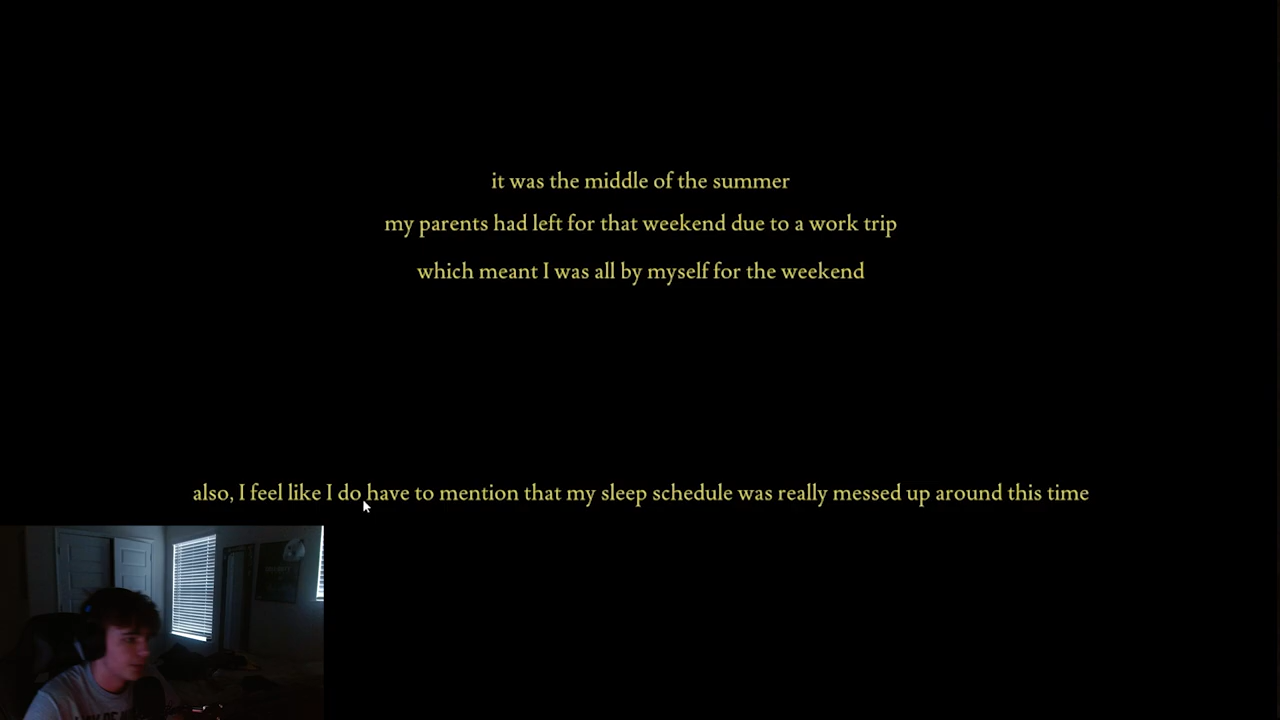 it was the middle of the summer
my parents had left for that weekend due to a work trip
which meant I was all by myself for the weekend
also, I feel like I do have to mention that my sleep schedule was really messed up around this time